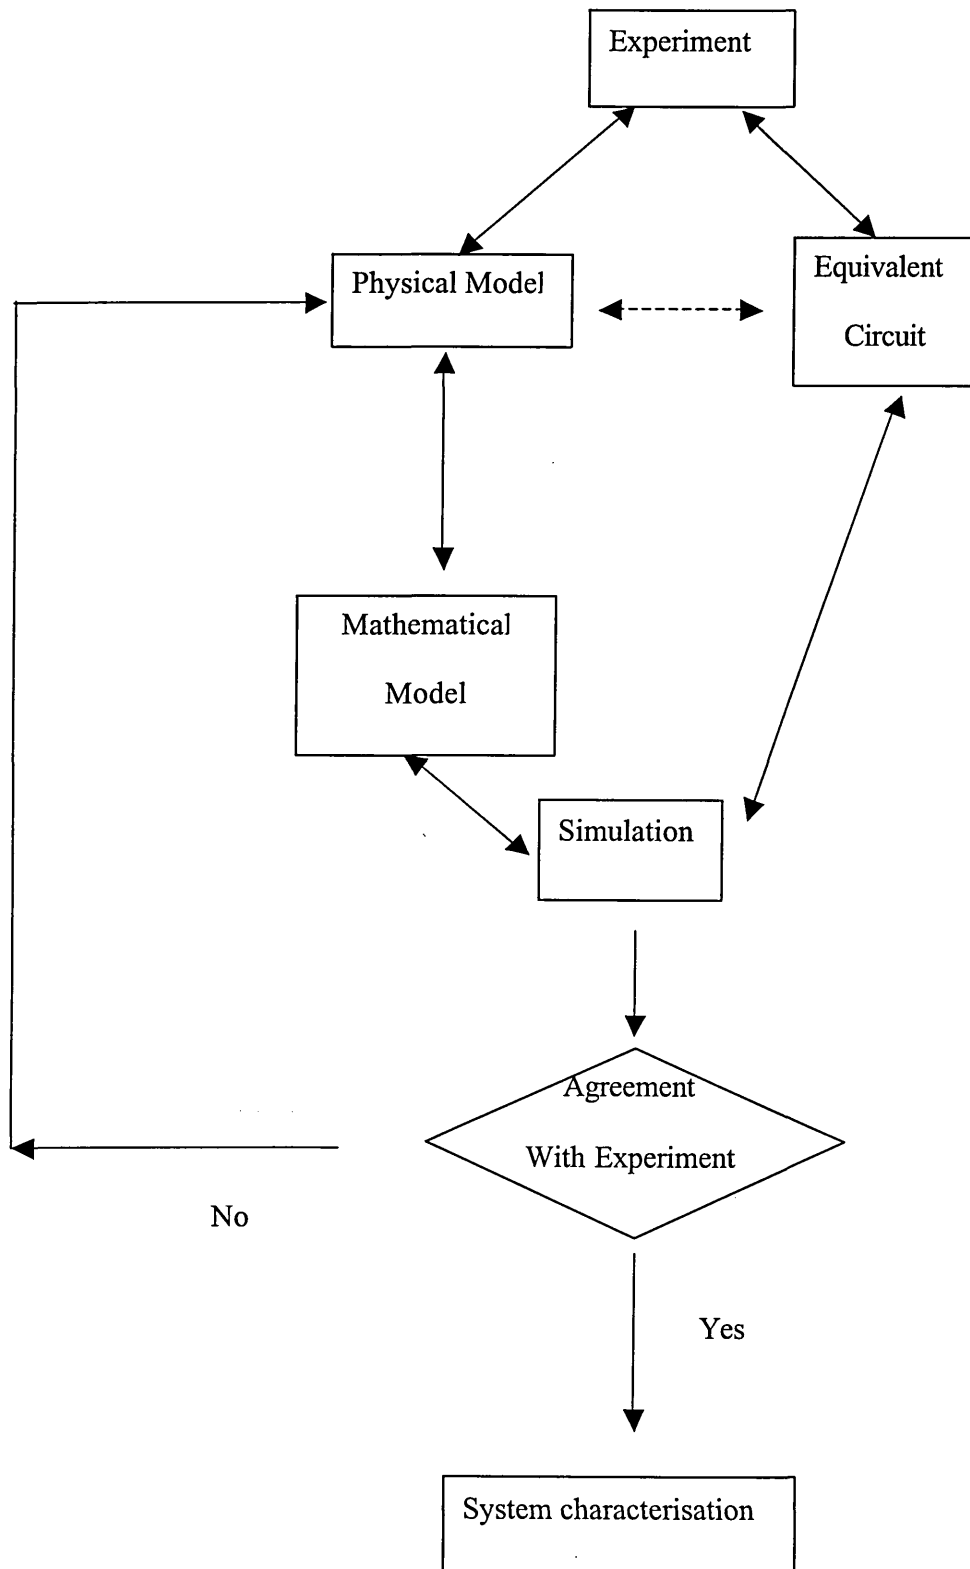 Experiment
Physical Model
Equivalent
Circuit
Mathematical
Model
Simulation
Agreement
With Experiment
No
Yes
System characterisation